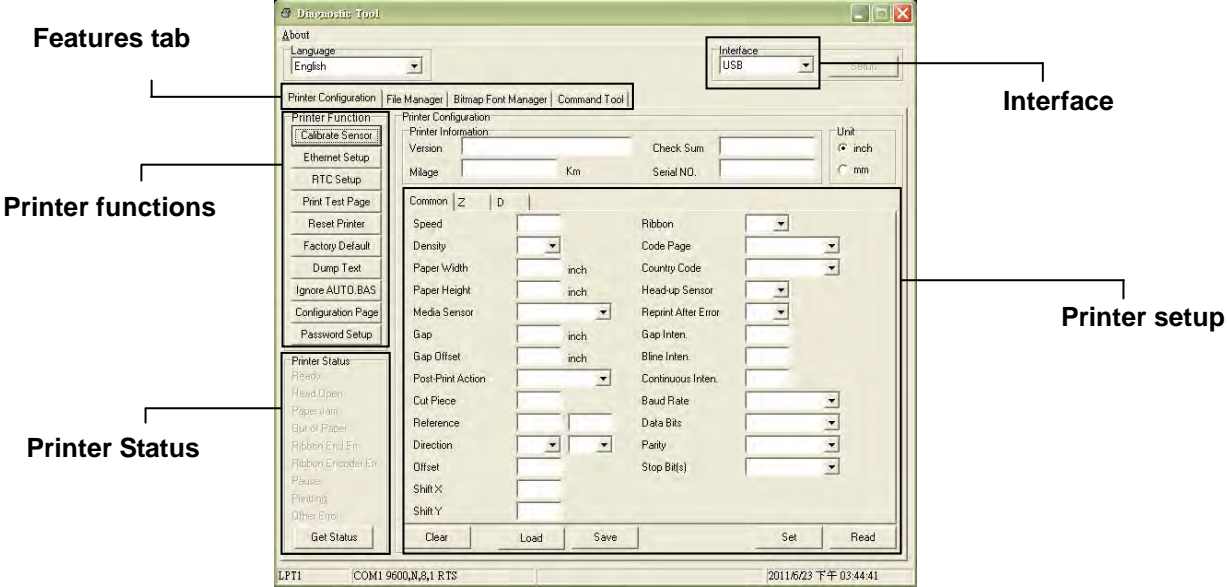 Diagnostic Tool
Features tab
About
Language
English
Interface
USB
Setup
Interface
Printer Configuration File Manager Bitmap Font Manager Command Tool
Printer Function
Calibrate Sensor
Ethernet Setup
RTC Setup
Print Test Page
Reset Printer
Factory Default
Dump Text
Ignore AUTO.BAS
Configuration Page
Password Setup
Printer functions
Printer Configuration
Printer Information
Version
Check Sum
Milage Km
Serial NO.
Unit
inch
mm
Common Z D
Speed Ribbon
Density Code Page
Paper Width inch Country Code
Paper Height inch Head-up Sensor
Media Sensor Reprint After Error
Gap inch Gap Inten.
Gap Offset inch Bline Inten.
Post-Print Action Continuous Inten.
Cut Piece Baud Rate
Reference Data Bits
Direction Parity
Offset Stop Bit(s)
Shift X
Shift Y
Clear Load Save Set Read
Printer setup
Printer Status
Ready
Head Open
Paper Jam
Out of Paper
Ribbon End Err
Ribbon Encoder Err
Pause
Printing
Other Error
Get Status
Printer Status
LPT1 COM1 9600,N,8,1 RTS 2011/6/23 下午 03:44:41